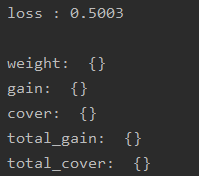 loss : 0.5003
weight:  {}
gain:  {}
cover:  {}
total_gain:  {}
total_cover:  {}